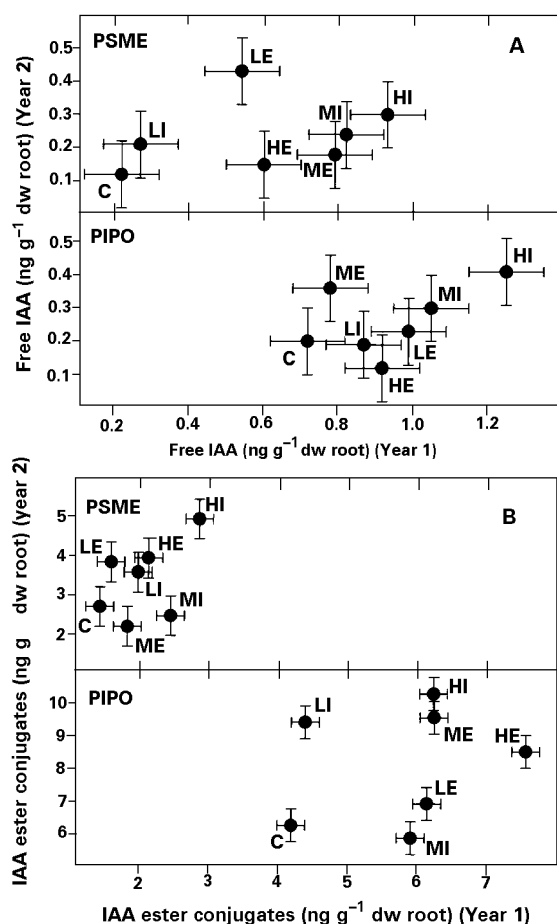 PSME
A
0.5
0.4
0.3
0.2
0.1
LE
HI
MI
LI
HE
ME
C
Free IAA (ng g⁻¹ dw root) (Year 2)
PIPO
0.5
0.4
0.3
0.2
0.1
HI
ME
MI
LI
C
LE
HE
0.2
0.4
0.6
0.8
1.0
1.2
Free IAA (ng g⁻¹ dw root) (Year 1)
PSME
B
5
4
3
2
HI
LE
HE
LI
MI
C
ME
IAA ester conjugates (ng g dw root) (year 2)
PIPO
10
9
8
7
6
HI
LI
ME
HE
LE
C
MI
2
3
4
5
6
7
IAA ester conjugates (ng g⁻¹ dw root) (Year 1)